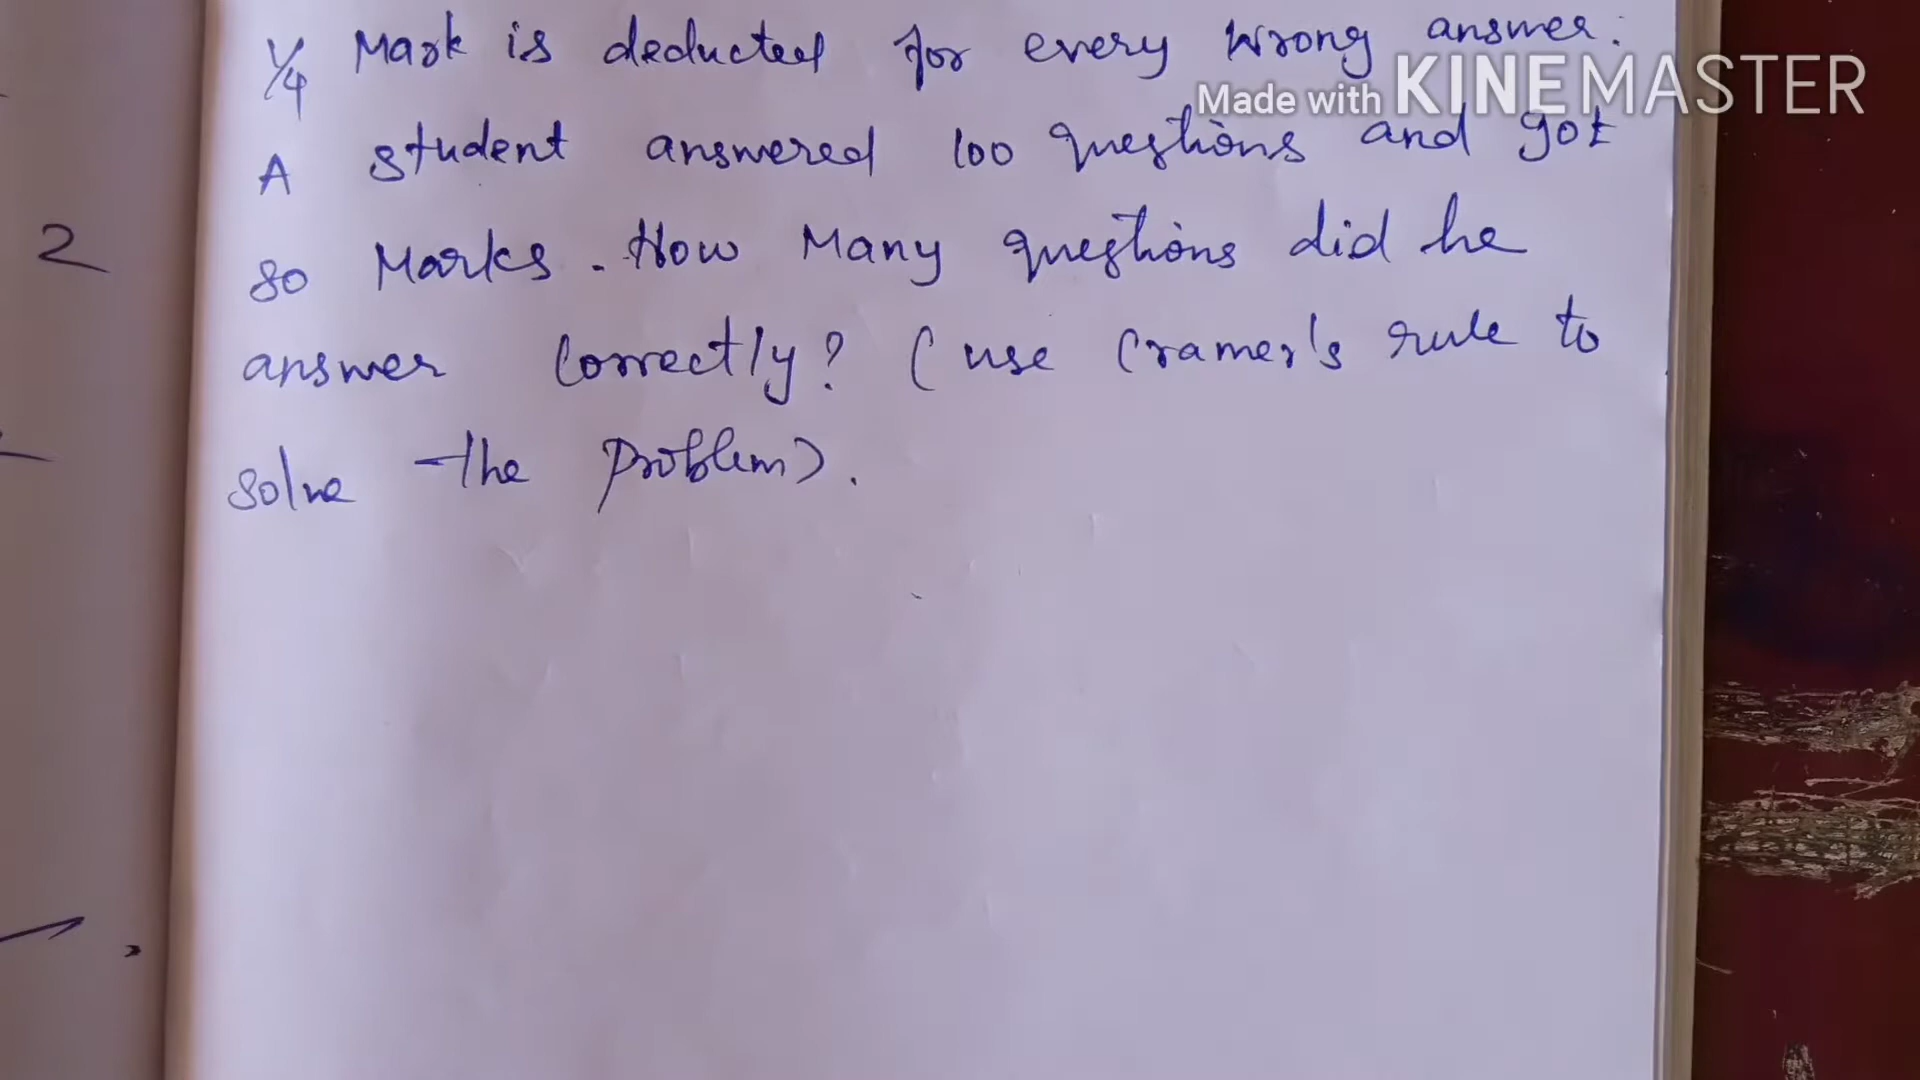 1/4 Mark is deducted for every wrong answer.
Made with KINEMASTER
A student answered 100 questions and got
2
80 Marks. How Many questions did he
answer correctly? (use Cramer's rule to
solve the problem).